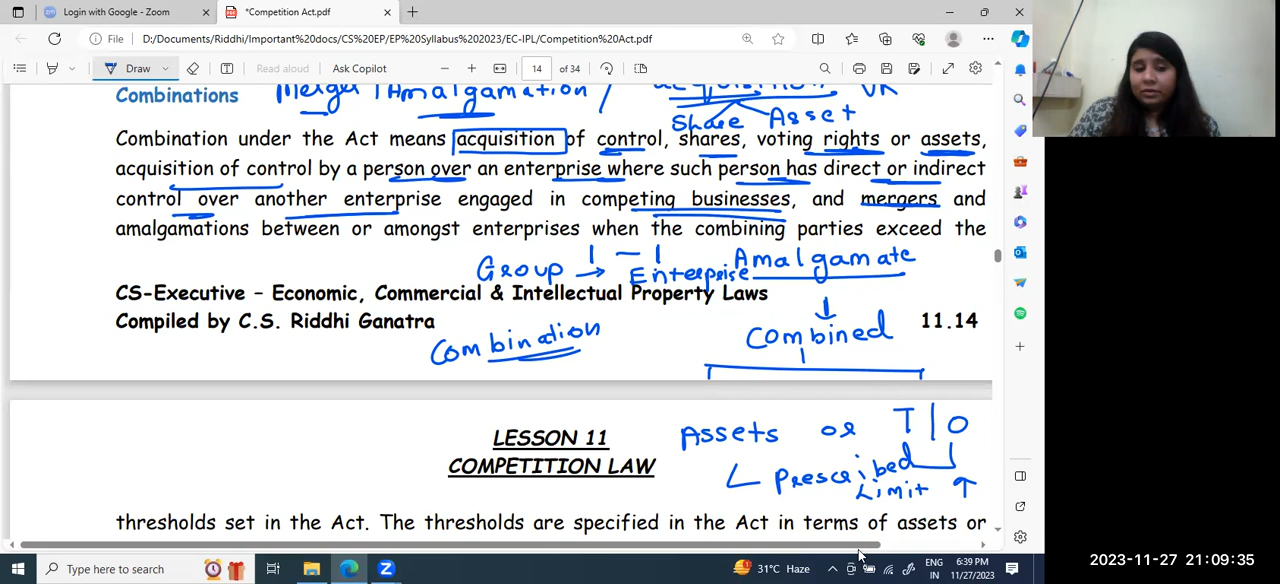 Login with Google - Zoom
*Competition Act.pdf
File
D:/Documents/Riddhi/Important%20docs/CS%20EP/EP%20Syllabus%202023/EC-IPL/Competition%20Act.pdf
Draw
Read aloud
Ask Copilot
14 of 34
Combinations Merger / Amalgamation /
Share Asset
Combination under the Act means acquisition of control, shares, voting rights or assets,
acquisition of control by a person over an enterprise where such person has direct or indirect
control over another enterprise engaged in competing businesses, and mergers and
amalgamations between or amongst enterprises when the combining parties exceed the
Group → Enterprise Amalgamate
CS-Executive – Economic, Commercial & Intellectual Property Laws
Compiled by C.S. Riddhi Ganatra 11.14
Combination
Combined
Assets or T/O
Prescribed
Limit ↑
LESSON 11
COMPETITION LAW
thresholds set in the Act. The thresholds are specified in the Act in terms of assets or
Type here to search
31°C Haze
ENG
IN
6:39 PM
11/27/2023
2023-11-27 21:09:35